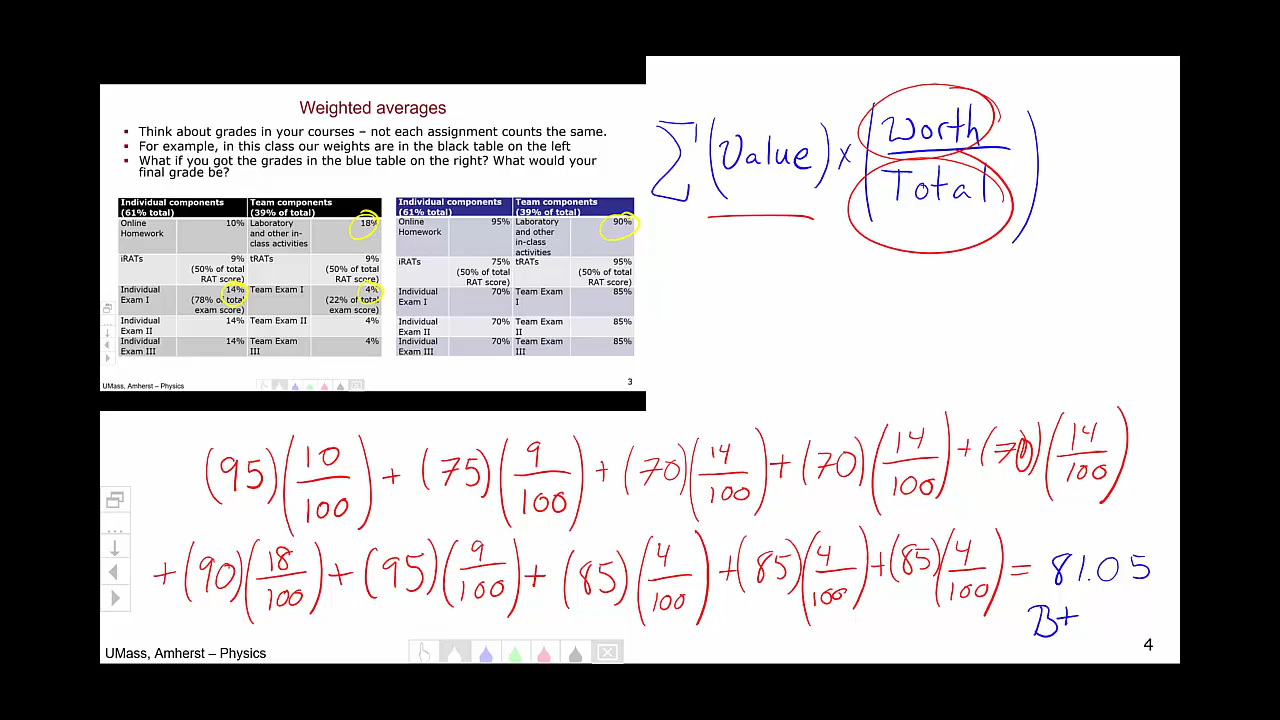 Weighted averages
▪ Think about grades in your courses – not each assignment counts the same.
▪ For example, in this class our weights are in the black table on the left
▪ What if you got the grades in the blue table on the right? What would your
final grade be?
Individual components (61% total) Team components (39% total)
Online Homework 10% Laboratory and other in-class activities 18%
iRATs 9% (50% of total RAT score) tRATs 9% (50% of total RAT score)
Individual Exam I 14% (78% of total exam score) Team Exam I 4% (22% of total exam score)
Individual Exam II 14% Team Exam II 4%
Individual Exam III 14% Team Exam III 4%
Individual components (61% total) Team components (39% total)
Online Homework 95% Laboratory and other in-class activities 90%
iRATs 75% (50% of total RAT score) tRATs 95% (50% of total RAT score)
Individual Exam I 70% Team Exam I 85%
Individual Exam II 70% Team Exam II 85%
Individual Exam III 70% Team Exam III 85%
UMass, Amherst – Physics 3
∑ (Value) × (Worth / Total)
(95)(10/100) + (75)(9/100) + (70)(14/100) + (70)(14/100) + (70)(14/100)
+ (90)(18/100) + (95)(9/100) + (85)(4/100) + (85)(4/100) + (85)(4/100) = 81.05
B+
UMass, Amherst – Physics 4